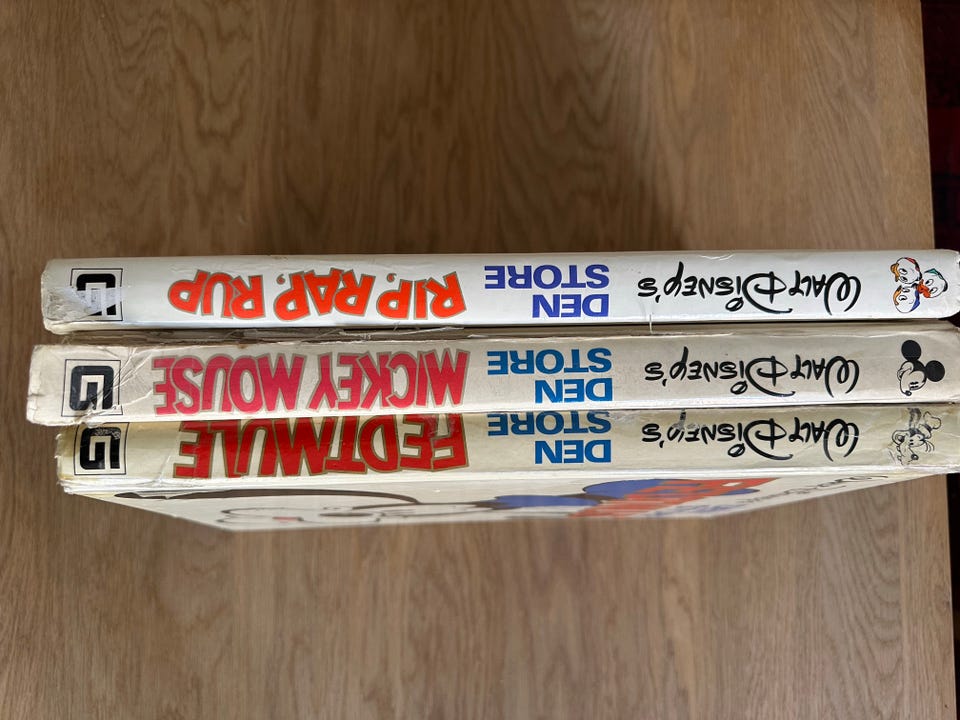 WALT DISNEY'S DEN STORE FEDTMULE G
WALT DISNEY'S DEN STORE MICKEY MOUSE G
WALT DISNEY'S DEN STORE RIP, RAP, RUP G